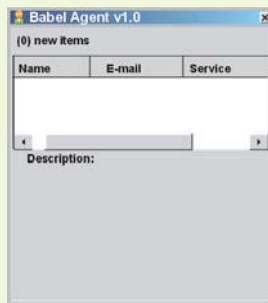 Babel Agent v1.0
(0) new items
Name E-mail Service
Description: